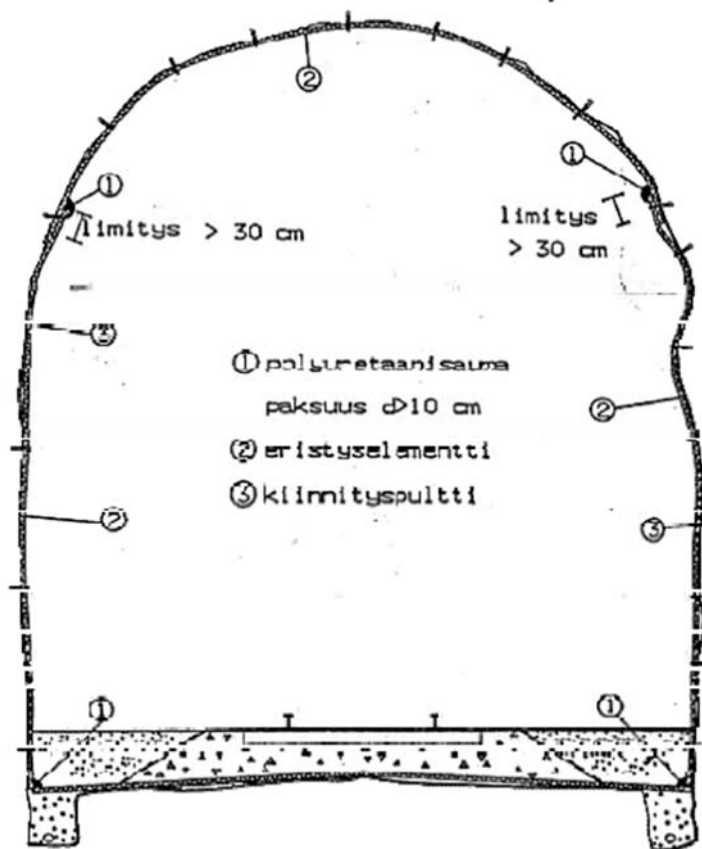 ②
①
①
limitys > 30 cm
limitys
> 30 cm
③
① polyuretaanisauma
paksuus d>10 cm
②
② eristyselementti
③ kiinnityspultti
②
③
①
①